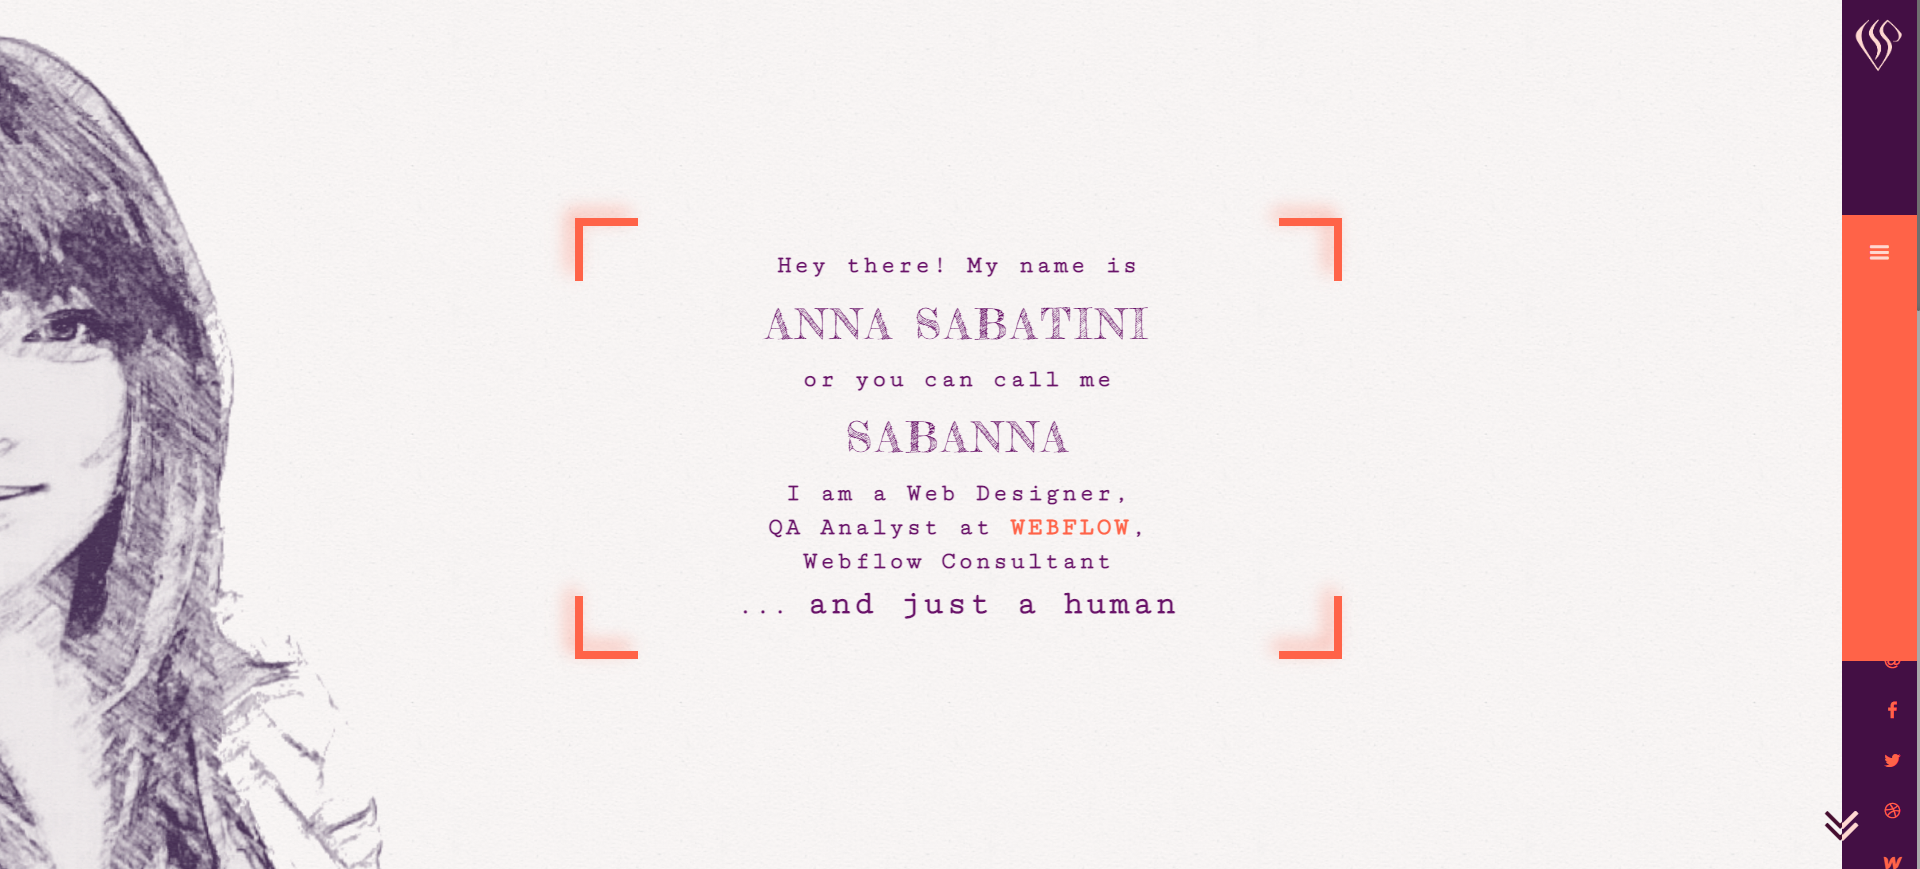 Hey there! My name is
ANNA SABATINI
or you can call me
SABANNA
I am a Web Designer,
QA Analyst at WEBFLOW,
Webflow Consultant
... and just a human